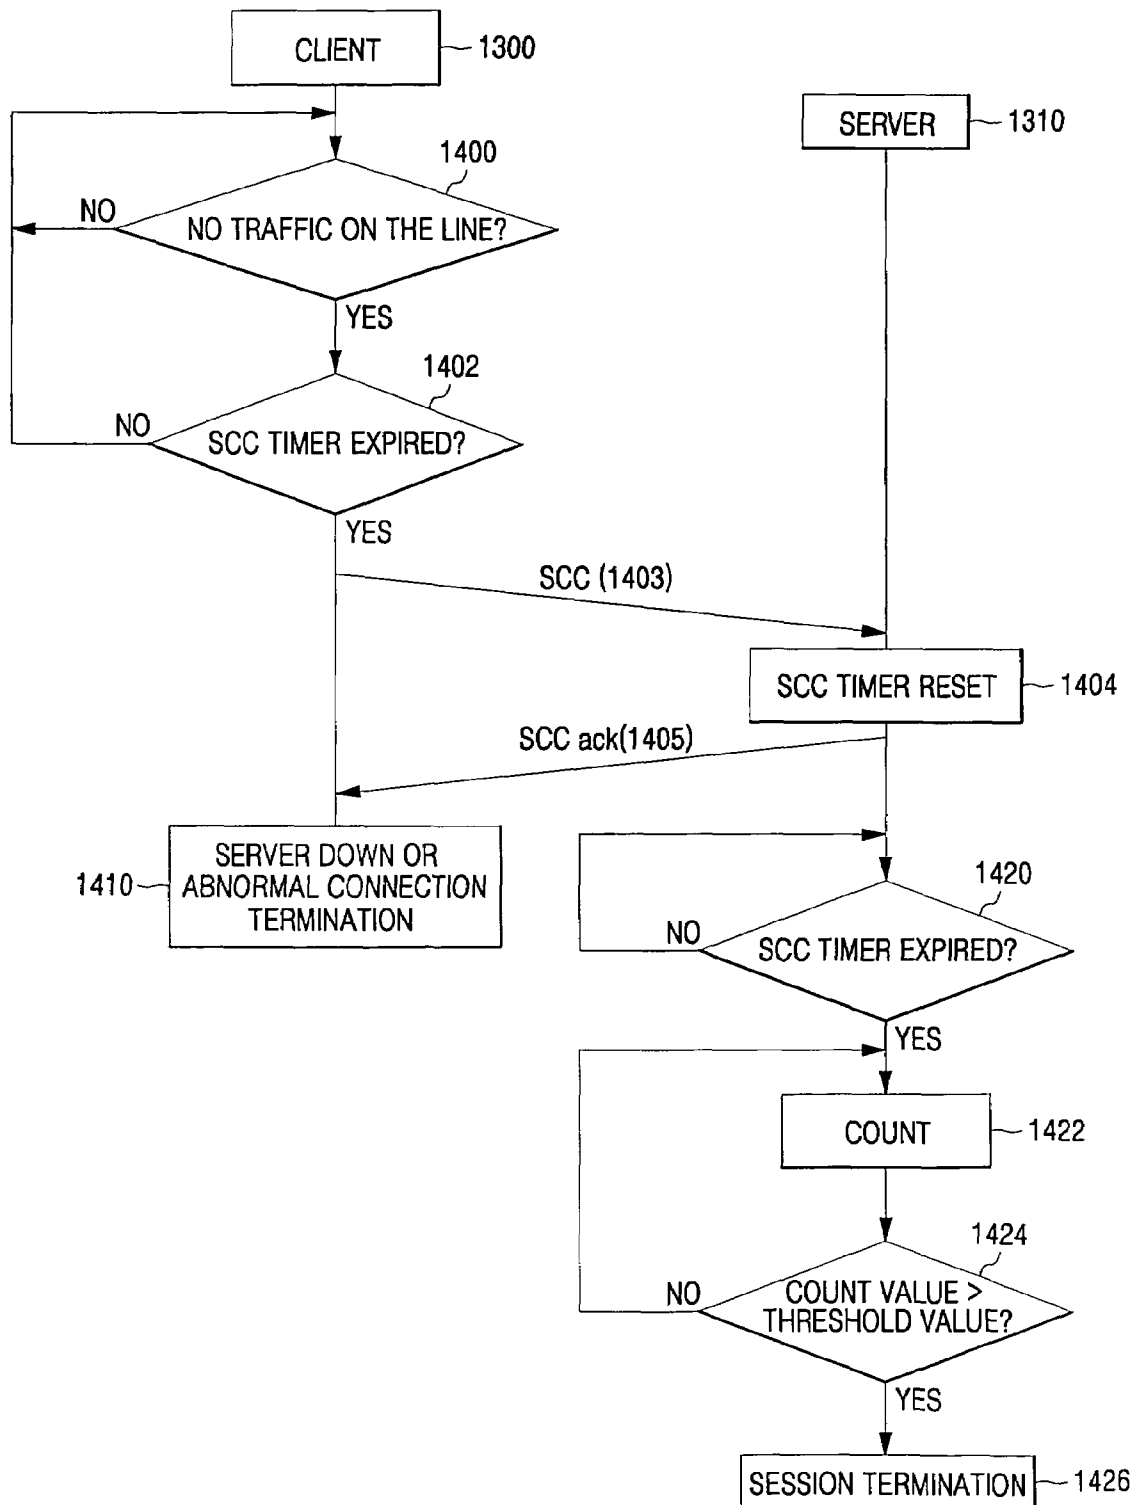 CLIENT
1300
SERVER
1310
1400
NO
NO TRAFFIC ON THE LINE?
YES
1402
NO
SCC TIMER EXPIRED?
YES
SCC (1403)
SCC TIMER RESET
1404
SCC ack(1405)
1410
SERVER DOWN OR
ABNORMAL CONNECTION
TERMINATION
1420
NO
SCC TIMER EXPIRED?
YES
COUNT
1422
1424
NO
COUNT VALUE >
THRESHOLD VALUE?
YES
SESSION TERMINATION
1426